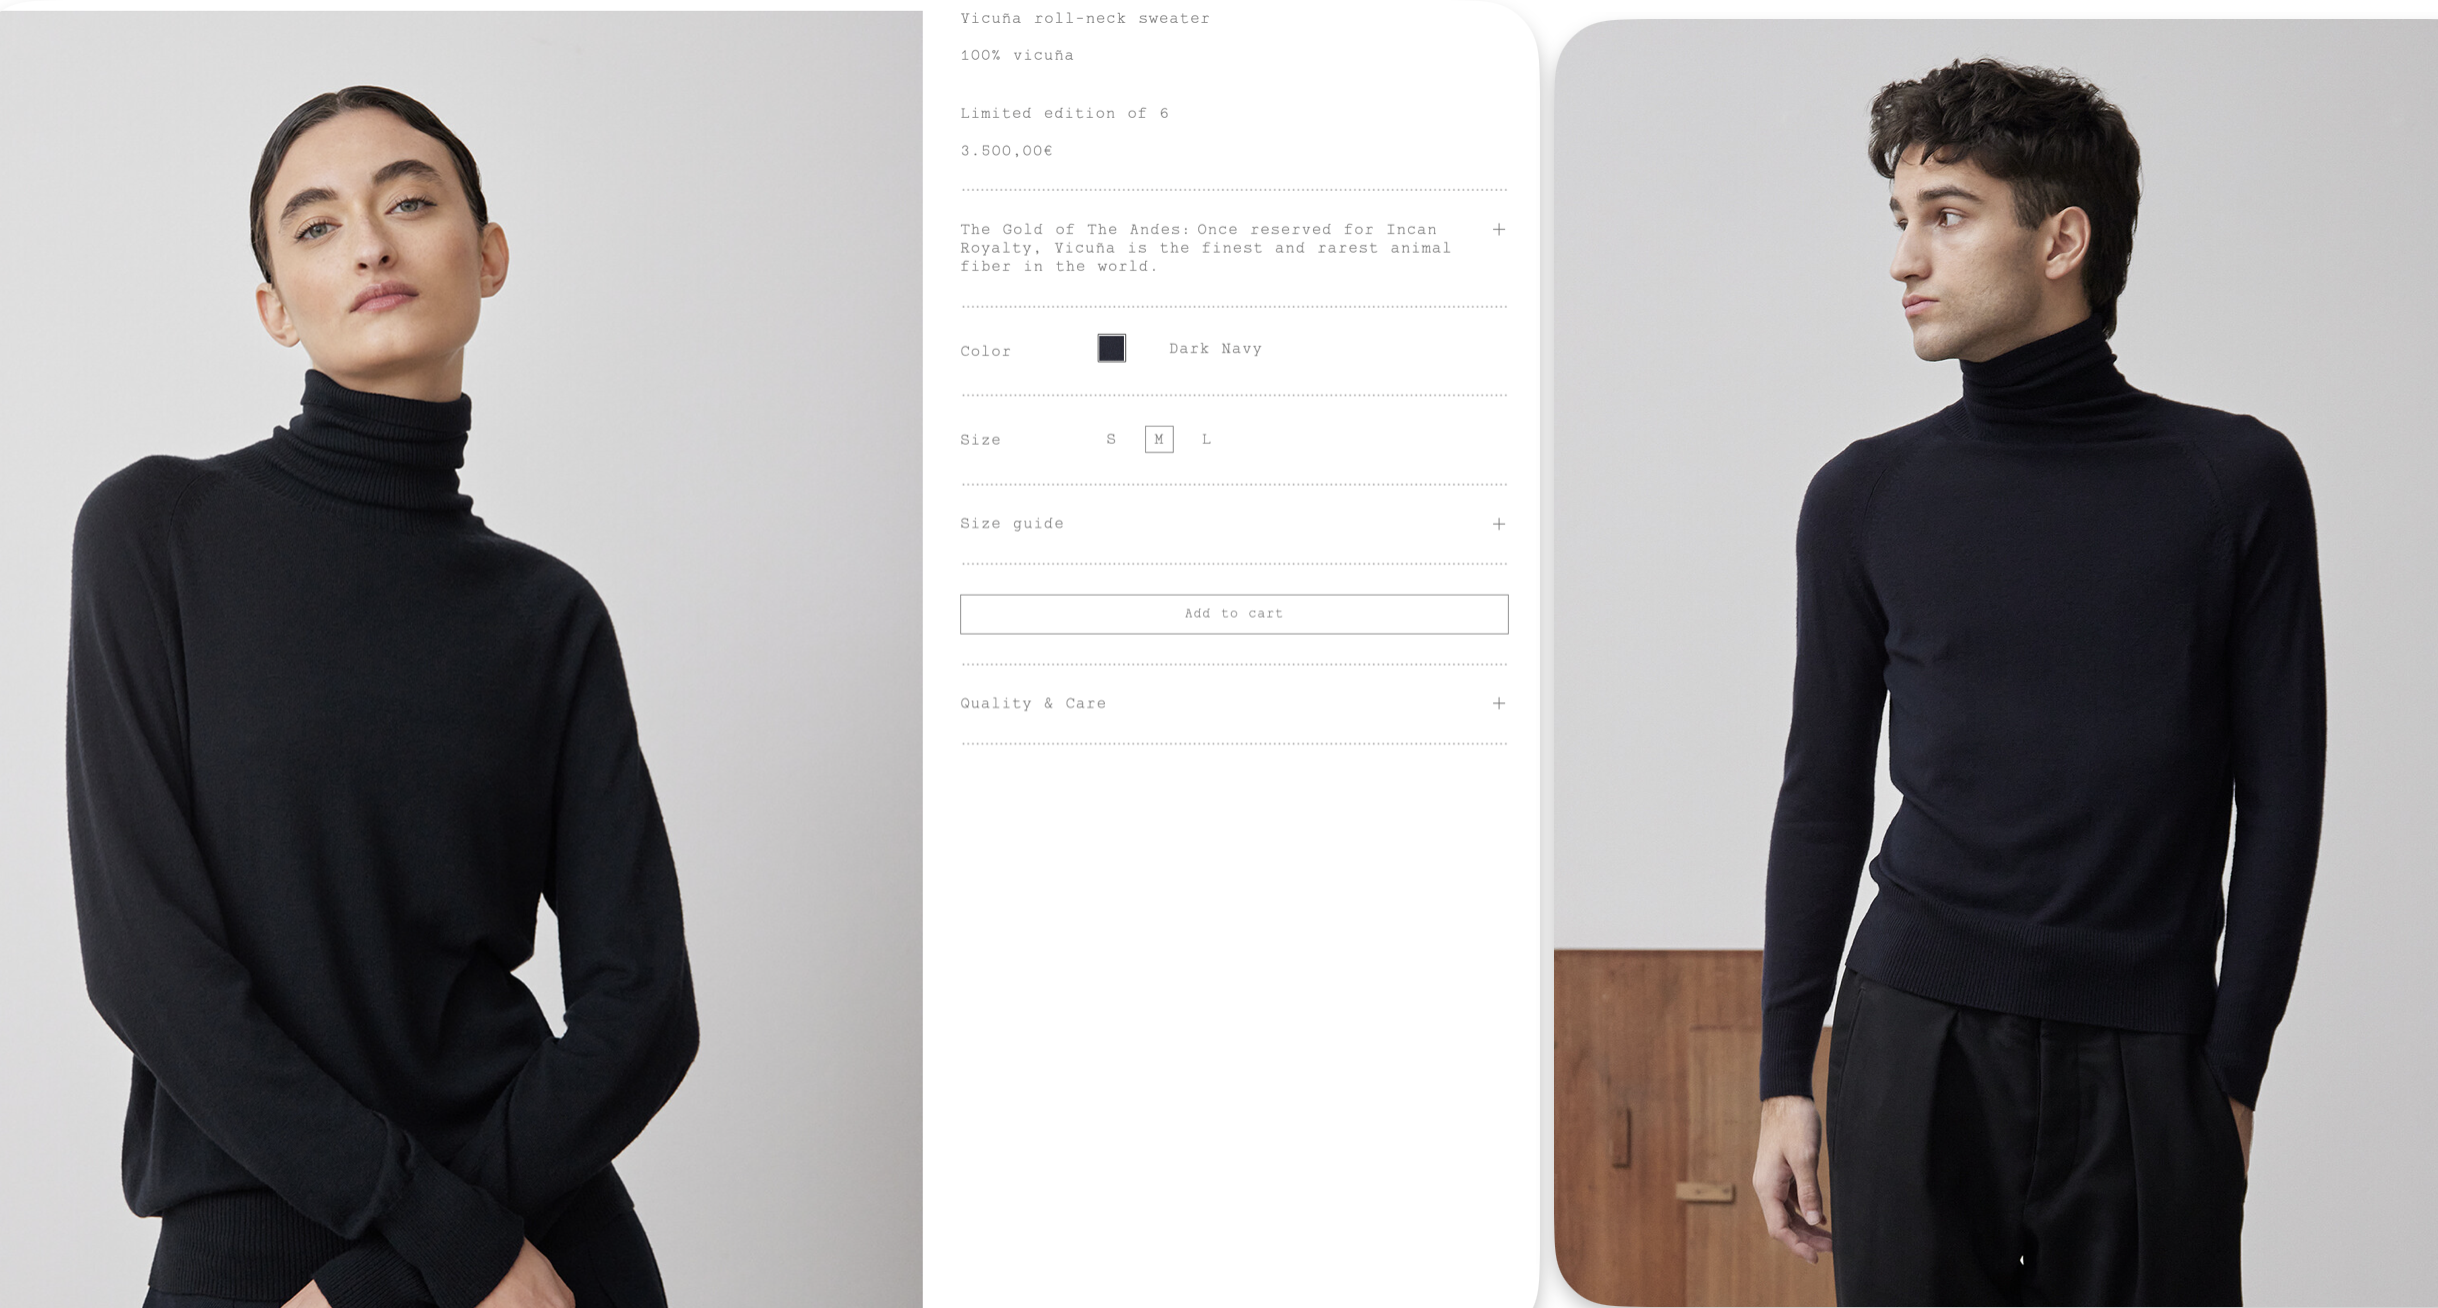 Vicuña roll-neck sweater
100% vicuña
Limited edition of 6
3.500,00€
The Gold of The Andes: Once reserved for Incan
Royalty, Vicuña is the finest and rarest animal
fiber in the world.
+
Color
Dark Navy
Size
S M L
Size guide
+
Add to cart
Quality & Care
+